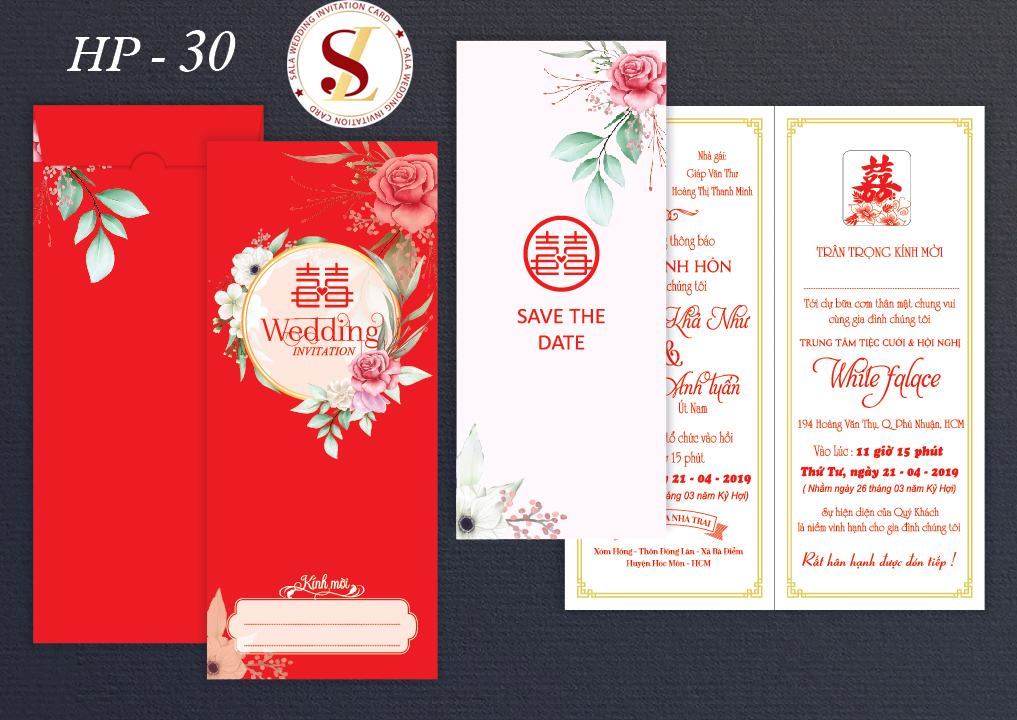 HP - 30
SALA WEDDING INVITATION CARD
SALA WEDDING INVITATION CARD
SL
囍
Wedding
INVITATION
Kính mời
囍
SAVE THE
DATE
Nhà gái:
Giáp Văn Thư
Hoàng Thị Thanh Minh
thông báo
NH HÔN
chúng tôi
Khả Như
&
Anh tuấn
Út Nam
tổ chức vào hồi
15 phút
21 - 04 - 2019
áng 03 năm Kỷ Hợi)
NHÀ TRAI
Xóm Hồng - Thôn Đông Lân - Xã Bà Điểm
Huyện Hóc Môn - HCM
囍
TRÂN TRỌNG KÍNH MỜI
Tới dự bữa cơm thân mật chung vui
cùng gia đình chúng tôi
TRUNG TÂM TIỆC CƯỚI & HỘI NGHỊ
White falace
194 Hoàng Văn Thụ, Q. Phú Nhuận, HCM
Vào Lúc : 11 giờ 15 phút
Thứ Tư, ngày 21 - 04 - 2019
( Nhằm ngày 26 tháng 03 năm Kỷ Hợi)
Sự hiện diện của Quý Khách
là niềm vinh hạnh cho gia đình chúng tôi
Rất hân hạnh được đón tiếp !